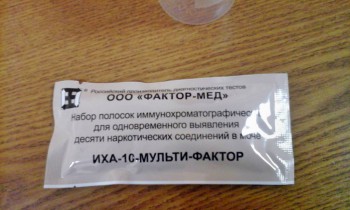 Российский производитель диагностических тестов
ООО «ФАКТОР-МЕД»
Набор полосок иммунохроматографический
для одновременного выявления
десяти наркотических соединений в моче
ИХА-10-МУЛЬТИ-ФАКТОР